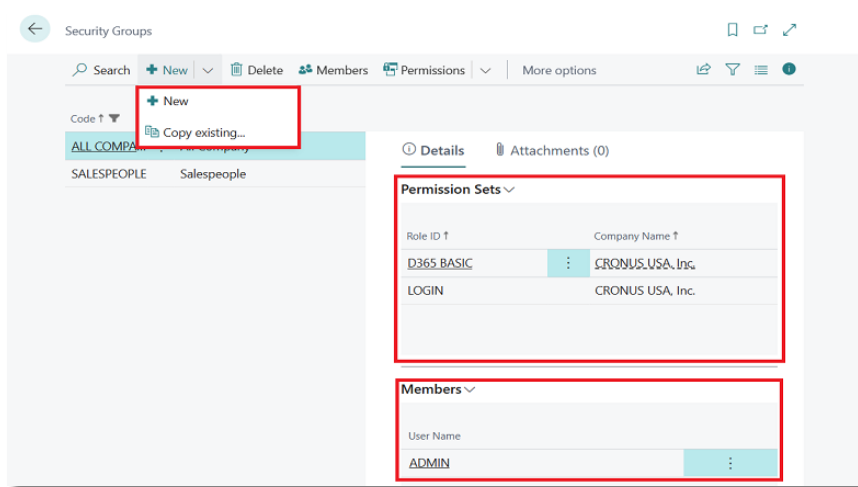 Security Groups
Search New Delete Members Permissions More options
New
Copy existing...
Code ↑
ALL COMPA...
SALESPEOPLE Salespeople
Details Attachments (0)
Permission Sets
Role ID ↑ Company Name ↑
D365 BASIC CRONUS USA, Inc.
LOGIN CRONUS USA, Inc.
Members
User Name
ADMIN